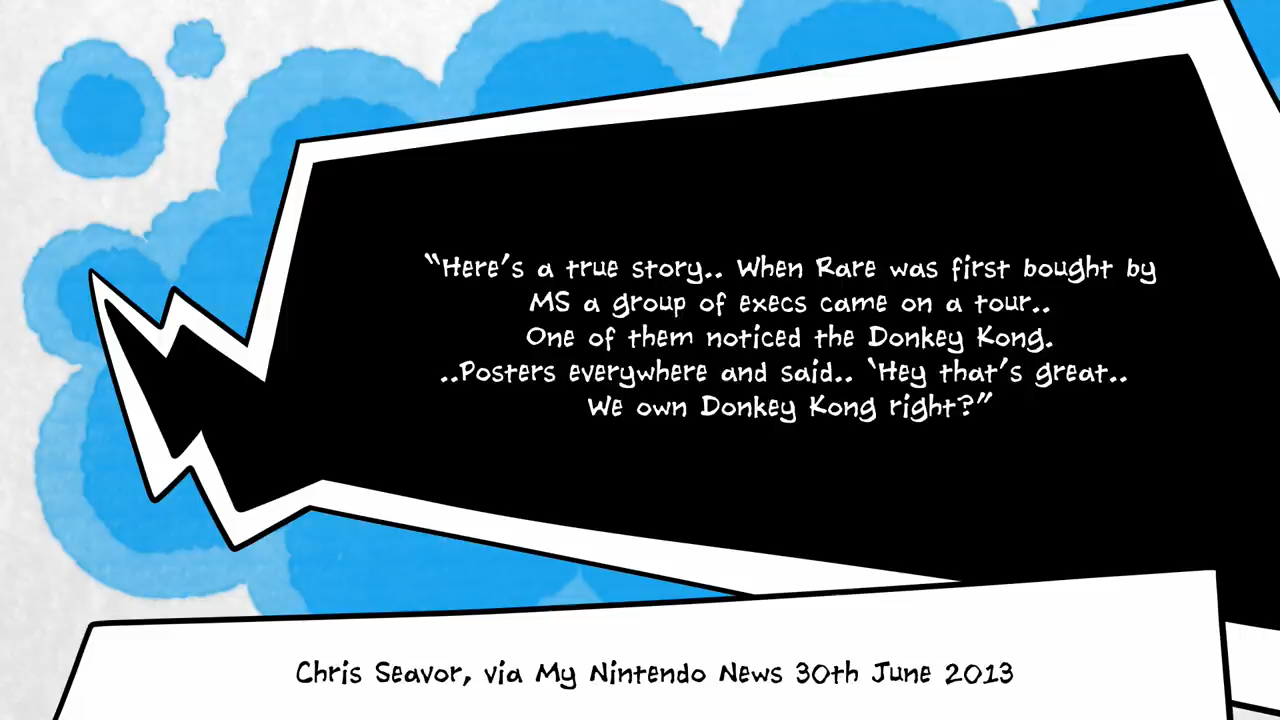 “Here's a true story.. When Rare was first bought by
MS a group of execs came on a tour..
One of them noticed the Donkey Kong.
..Posters everywhere and said.. ‘Hey that's great..
We own Donkey Kong right?”
Chris Seavor, via My Nintendo News 30th June 2013